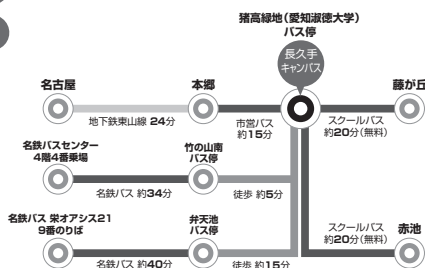 猪高緑地(愛知淑徳大学)
バス停
長久手
キャンパス
名古屋
本郷
藤が丘
地下鉄東山線 24分
市営バス
約15分
スクールバス
約20分(無料)
名鉄バスセンター
4階4番乗場
竹の山南
バス停
名鉄バス 約34分
徒歩 約5分
名鉄バス 栄オアシス21
9番のりば
弁天池
バス停
スクールバス
約20分(無料)
赤池
名鉄バス 約40分
徒歩 約15分